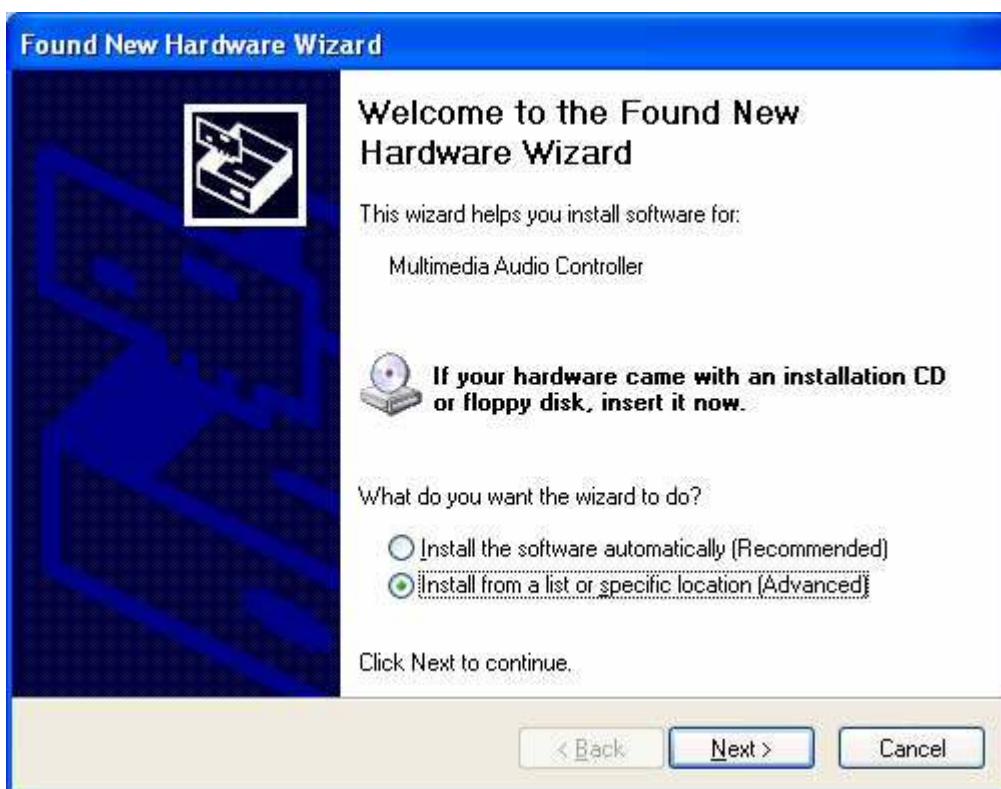 Found New Hardware Wizard
Welcome to the Found New
Hardware Wizard
This wizard helps you install software for:
Multimedia Audio Controller
If your hardware came with an installation CD
or floppy disk, insert it now.
What do you want the wizard to do?
Install the software automatically (Recommended)
Install from a list or specific location (Advanced)
Click Next to continue.
< Back Next > Cancel